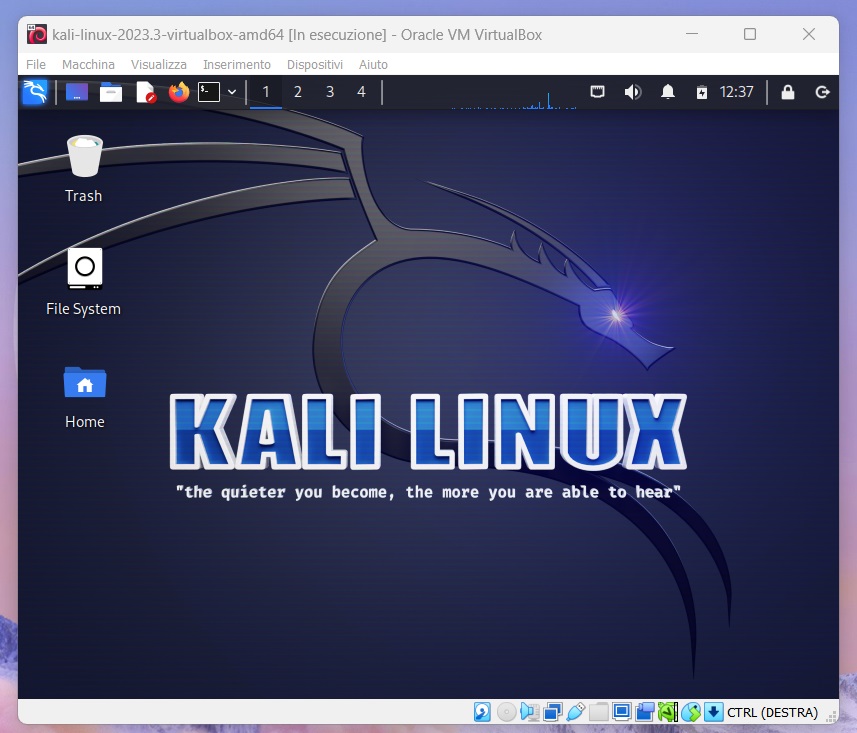 kali-linux-2023.3-virtualbox-amd64 [In esecuzione] - Oracle VM VirtualBox
File Macchina Visualizza Inserimento Dispositivi Aiuto
1 2 3 4 12:37
Trash
File System
Home
KALI LINUX
"the quieter you become, the more you are able to hear"
CTRL (DESTRA)